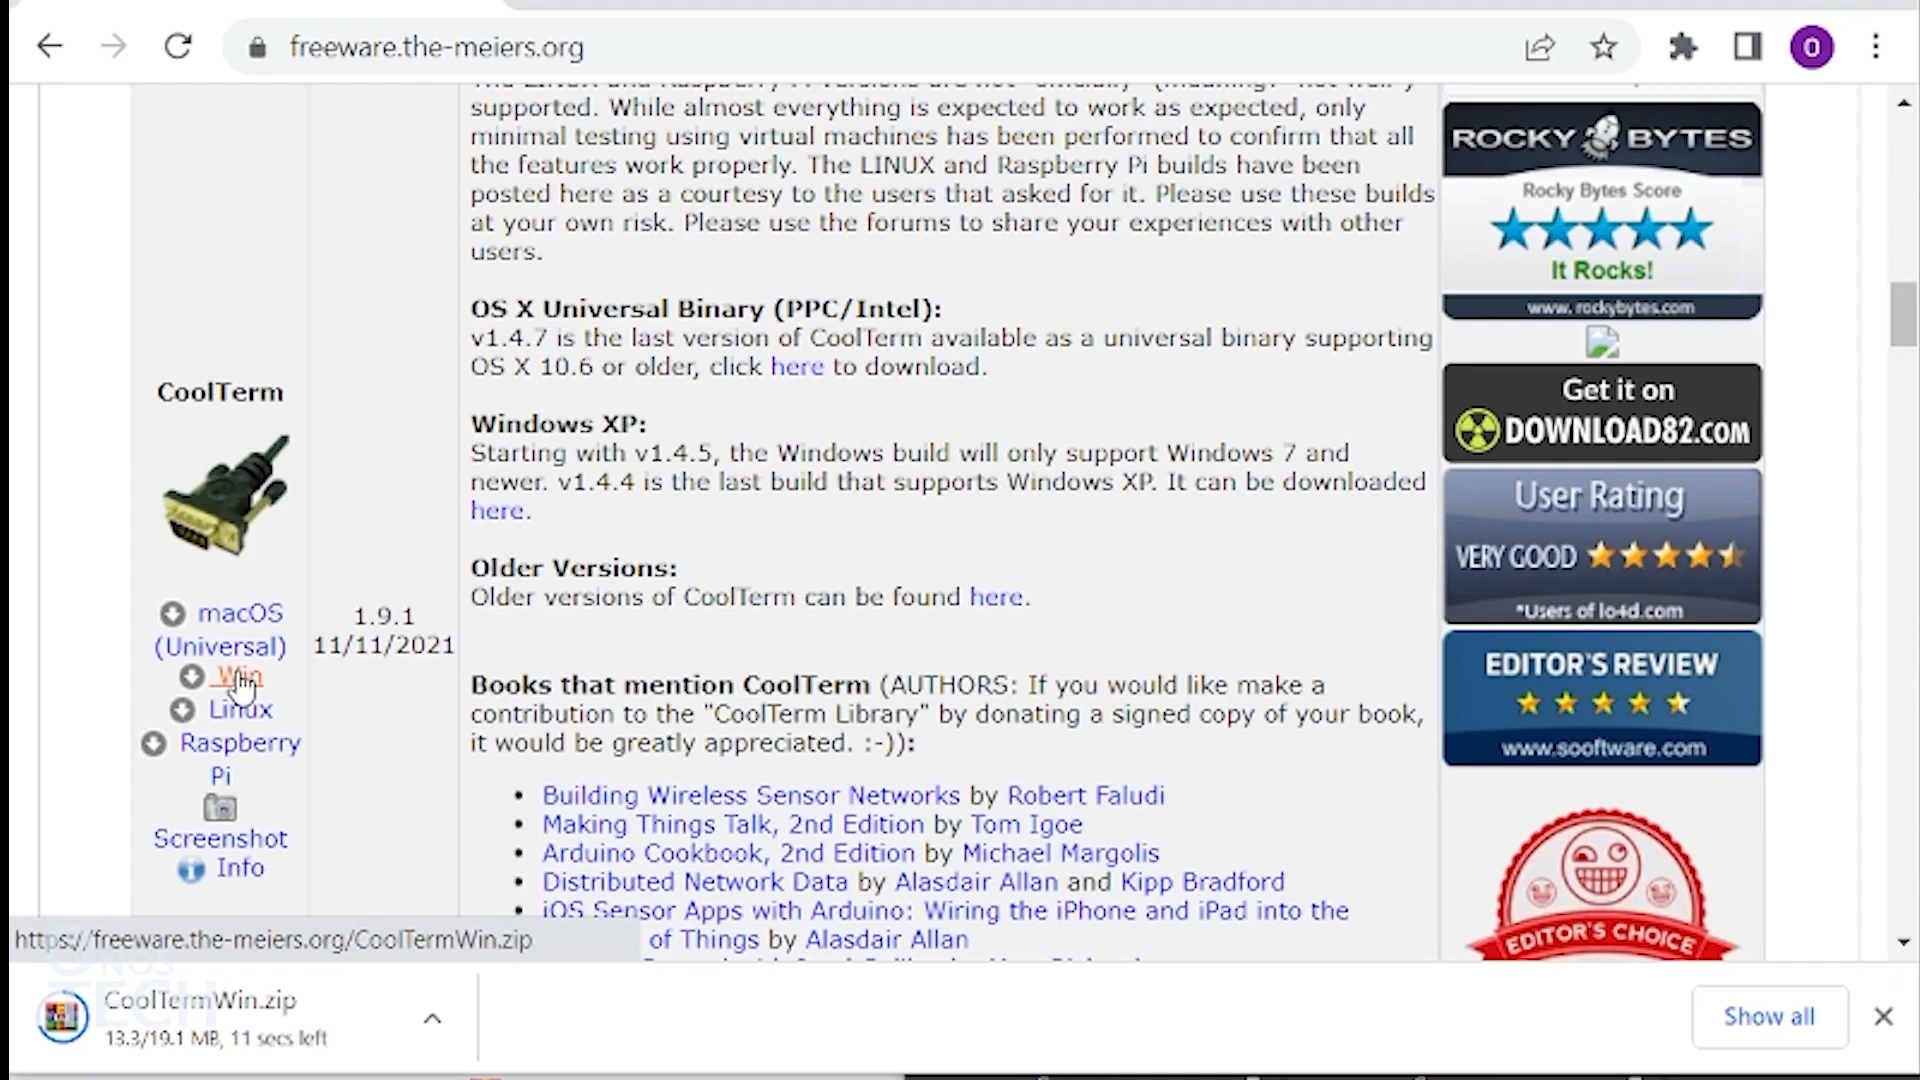 freeware.the-meiers.org
O
supported. While almost everything is expected to work as expected, only
minimal testing using virtual machines has been performed to confirm that all
the features work properly. The LINUX and Raspberry Pi builds have been
posted here as a courtesy to the users that asked for it. Please use these builds
at your own risk. Please use the forums to share your experiences with other
users.
OS X Universal Binary (PPC/Intel):
v1.4.7 is the last version of CoolTerm available as a universal binary supporting
OS X 10.6 or older, click here to download.
Windows XP:
Starting with v1.4.5, the Windows build will only support Windows 7 and
newer. v1.4.4 is the last build that supports Windows XP. It can be downloaded
here.
Older Versions:
Older versions of CoolTerm can be found here.
Books that mention CoolTerm (AUTHORS: If you would like make a
contribution to the "CoolTerm Library" by donating a signed copy of your book,
it would be greatly appreciated. :-)):
• Building Wireless Sensor Networks by Robert Faludi
• Making Things Talk, 2nd Edition by Tom Igoe
• Arduino Cookbook, 2nd Edition by Michael Margolis
• Distributed Network Data by Alasdair Allan and Kipp Bradford
• iOS Sensor Apps with Arduino: Wiring the iPhone and iPad into the
of Things by Alasdair Allan
CoolTerm
macOS
(Universal)
Win
Linux
Raspberry
Pi
Screenshot
Info
1.9.1
11/11/2021
ROCKY BYTES
Rocky Bytes Score
It Rocks!
www.rockybytes.com
Get it on
DOWNLOAD82.COM
User Rating
VERY GOOD
*Users of lo4d.com
EDITOR'S REVIEW
www.sooftware.com
EDITOR'S CHOICE
https://freeware.the-meiers.org/CoolTermWin.zip
UNOS
TECH
CoolTermWin.zip
13.3/19.1 MB, 11 secs left
Show all